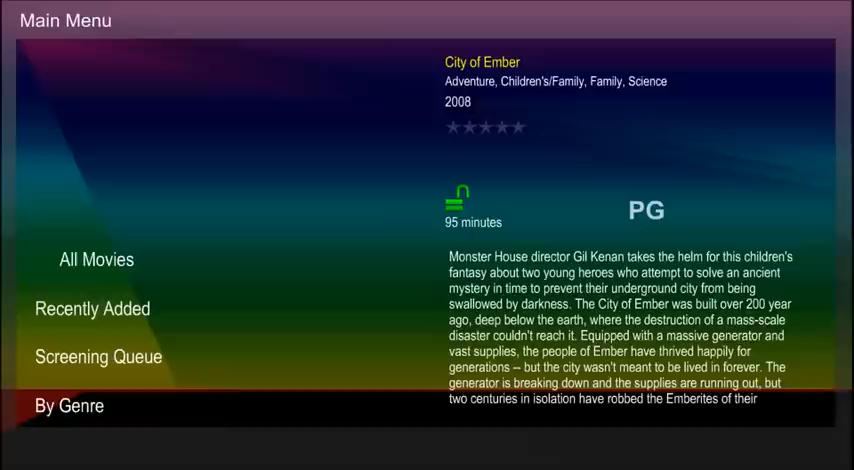 Main Menu
City of Ember
Adventure, Children's/Family, Family, Science
2008
95 minutes
PG
All Movies
Recently Added
Screening Queue
By Genre
Monster House director Gil Kenan takes the helm for this children's
fantasy about two young heroes who attempt to solve an ancient
mystery in time to prevent their underground city from being
swallowed by darkness. The City of Ember was built over 200 year
ago, deep below the earth, where the destruction of a mass-scale
disaster couldn't reach it. Equipped with a massive generator and
vast supplies, the people of Ember have thrived happily for
generations -- but the city wasn't meant to be lived in forever. The
generator is breaking down and the supplies are running out, but
two centuries in isolation have robbed the Emberites of their